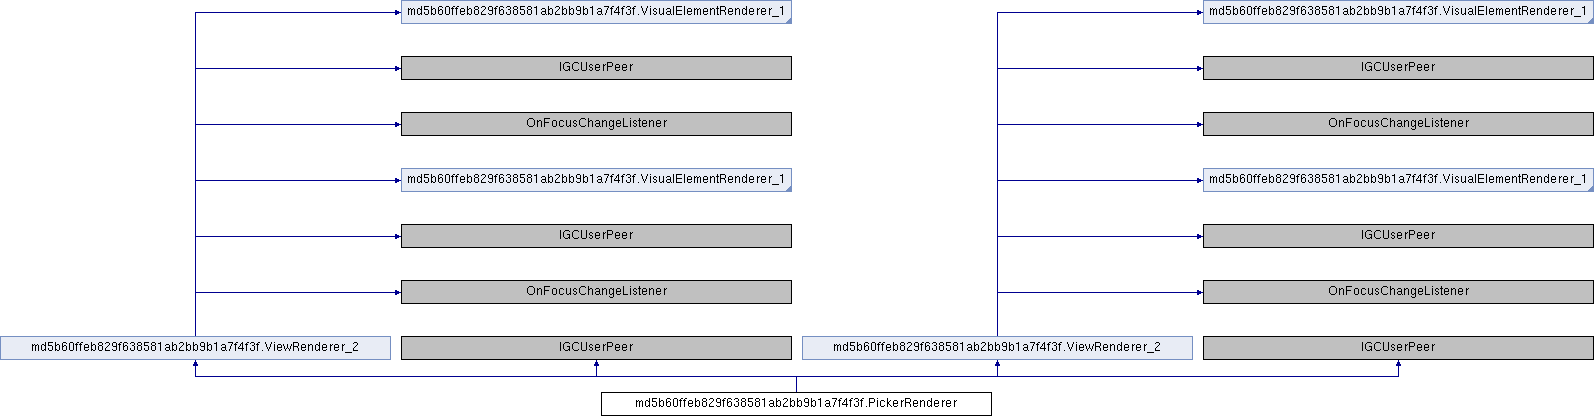 md5b60ffeb829f638581ab2bb9b1a7f4f3f.VisualElementRenderer_1
md5b60ffeb829f638581ab2bb9b1a7f4f3f.VisualElementRenderer_1
IGCUserPeer
IGCUserPeer
OnFocusChangeListener
OnFocusChangeListener
md5b60ffeb829f638581ab2bb9b1a7f4f3f.VisualElementRenderer_1
md5b60ffeb829f638581ab2bb9b1a7f4f3f.VisualElementRenderer_1
IGCUserPeer
IGCUserPeer
OnFocusChangeListener
OnFocusChangeListener
md5b60ffeb829f638581ab2bb9b1a7f4f3f.ViewRenderer_2
IGCUserPeer
md5b60ffeb829f638581ab2bb9b1a7f4f3f.ViewRenderer_2
IGCUserPeer
md5b60ffeb829f638581ab2bb9b1a7f4f3f.PickerRenderer